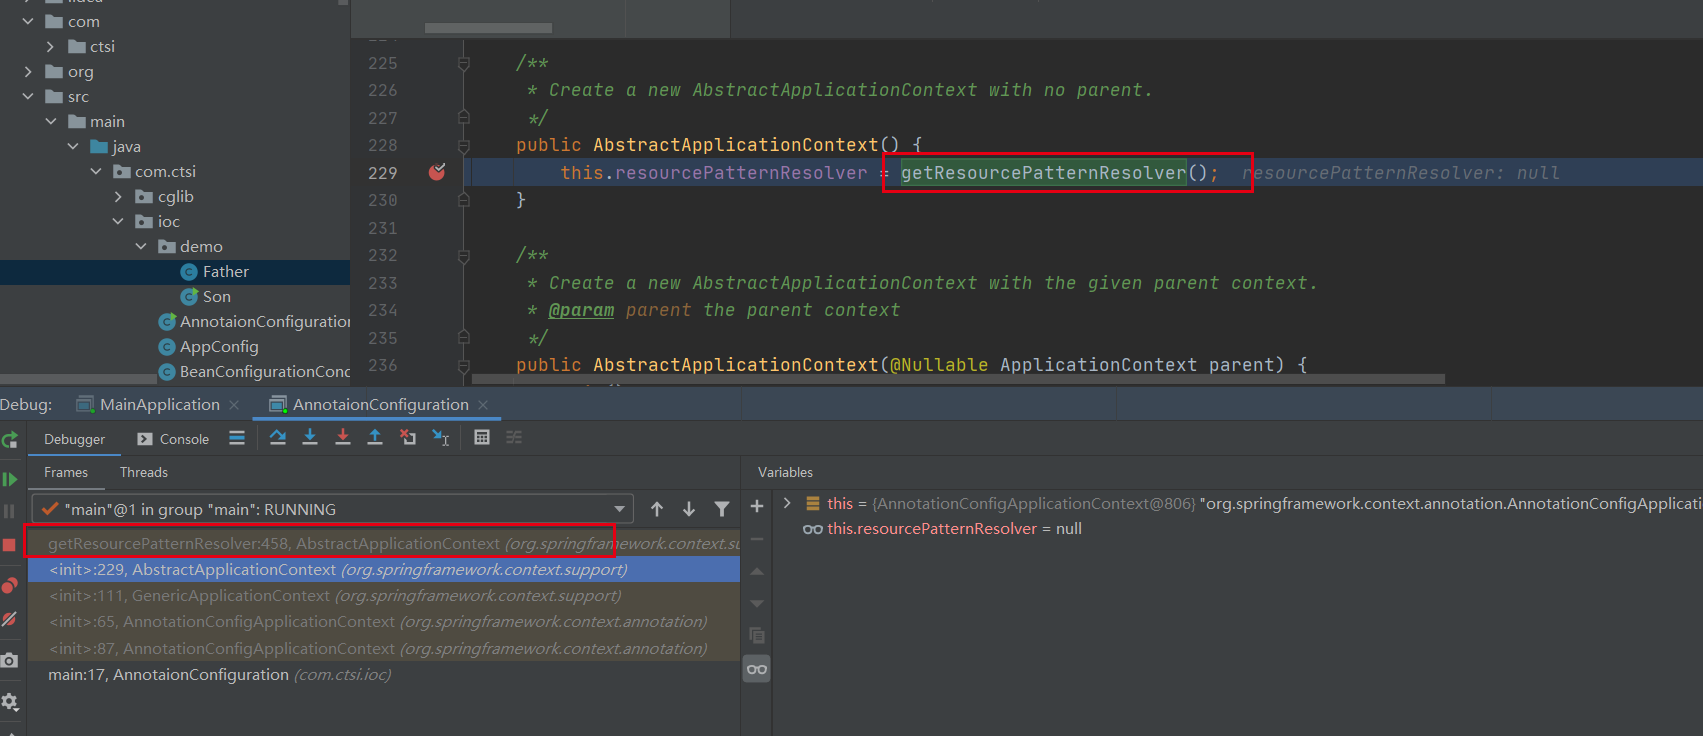 com
ctsi
org
src
main
java
com.ctsi
cglib
ioc
demo
Father
Son
AnnotaionConfiguration
AppConfig
BeanConfigurationCond
225 /**
226 * Create a new AbstractApplicationContext with no parent.
227 */
228 public AbstractApplicationContext() {
229 this.resourcePatternResolver = getResourcePatternResolver(); resourcePatternResolver: null
230 }
231
232 /**
233 * Create a new AbstractApplicationContext with the given parent context.
234 * @param parent the parent context
235 */
236 public AbstractApplicationContext(@Nullable ApplicationContext parent) {
Debug: MainApplication AnnotaionConfiguration
Debugger Console
Frames Threads
"main"@1 in group "main": RUNNING
getResourcePatternResolver:458, AbstractApplicationContext (org.springframework.context.su
<init>:229, AbstractApplicationContext (org.springframework.context.support)
<init>:111, GenericApplicationContext (org.springframework.context.support)
<init>:65, AnnotationConfigApplicationContext (org.springframework.context.annotation)
<init>:87, AnnotationConfigApplicationContext (org.springframework.context.annotation)
main:17, AnnotaionConfiguration (com.ctsi.ioc)
Variables
this = {AnnotationConfigApplicationContext@806} "org.springframework.context.annotation.AnnotationConfigApplication
this.resourcePatternResolver = null